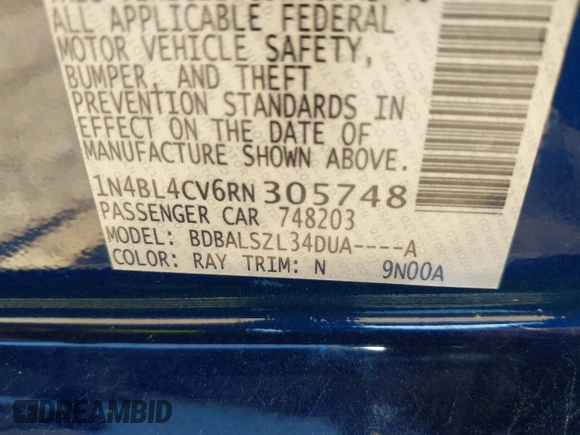 ALL APPLICABLE FEDERAL
MOTOR VEHICLE SAFETY,
BUMPER, AND THEFT
PREVENTION STANDARDS IN
EFFECT ON THE DATE OF
MANUFACTURE SHOWN ABOVE.
1N4BL4CV6RN305748
PASSENGER CAR 748203
MODEL: BDBALSZL34DUA----A
COLOR: RAY TRIM: N 9N00A
DREAMBID